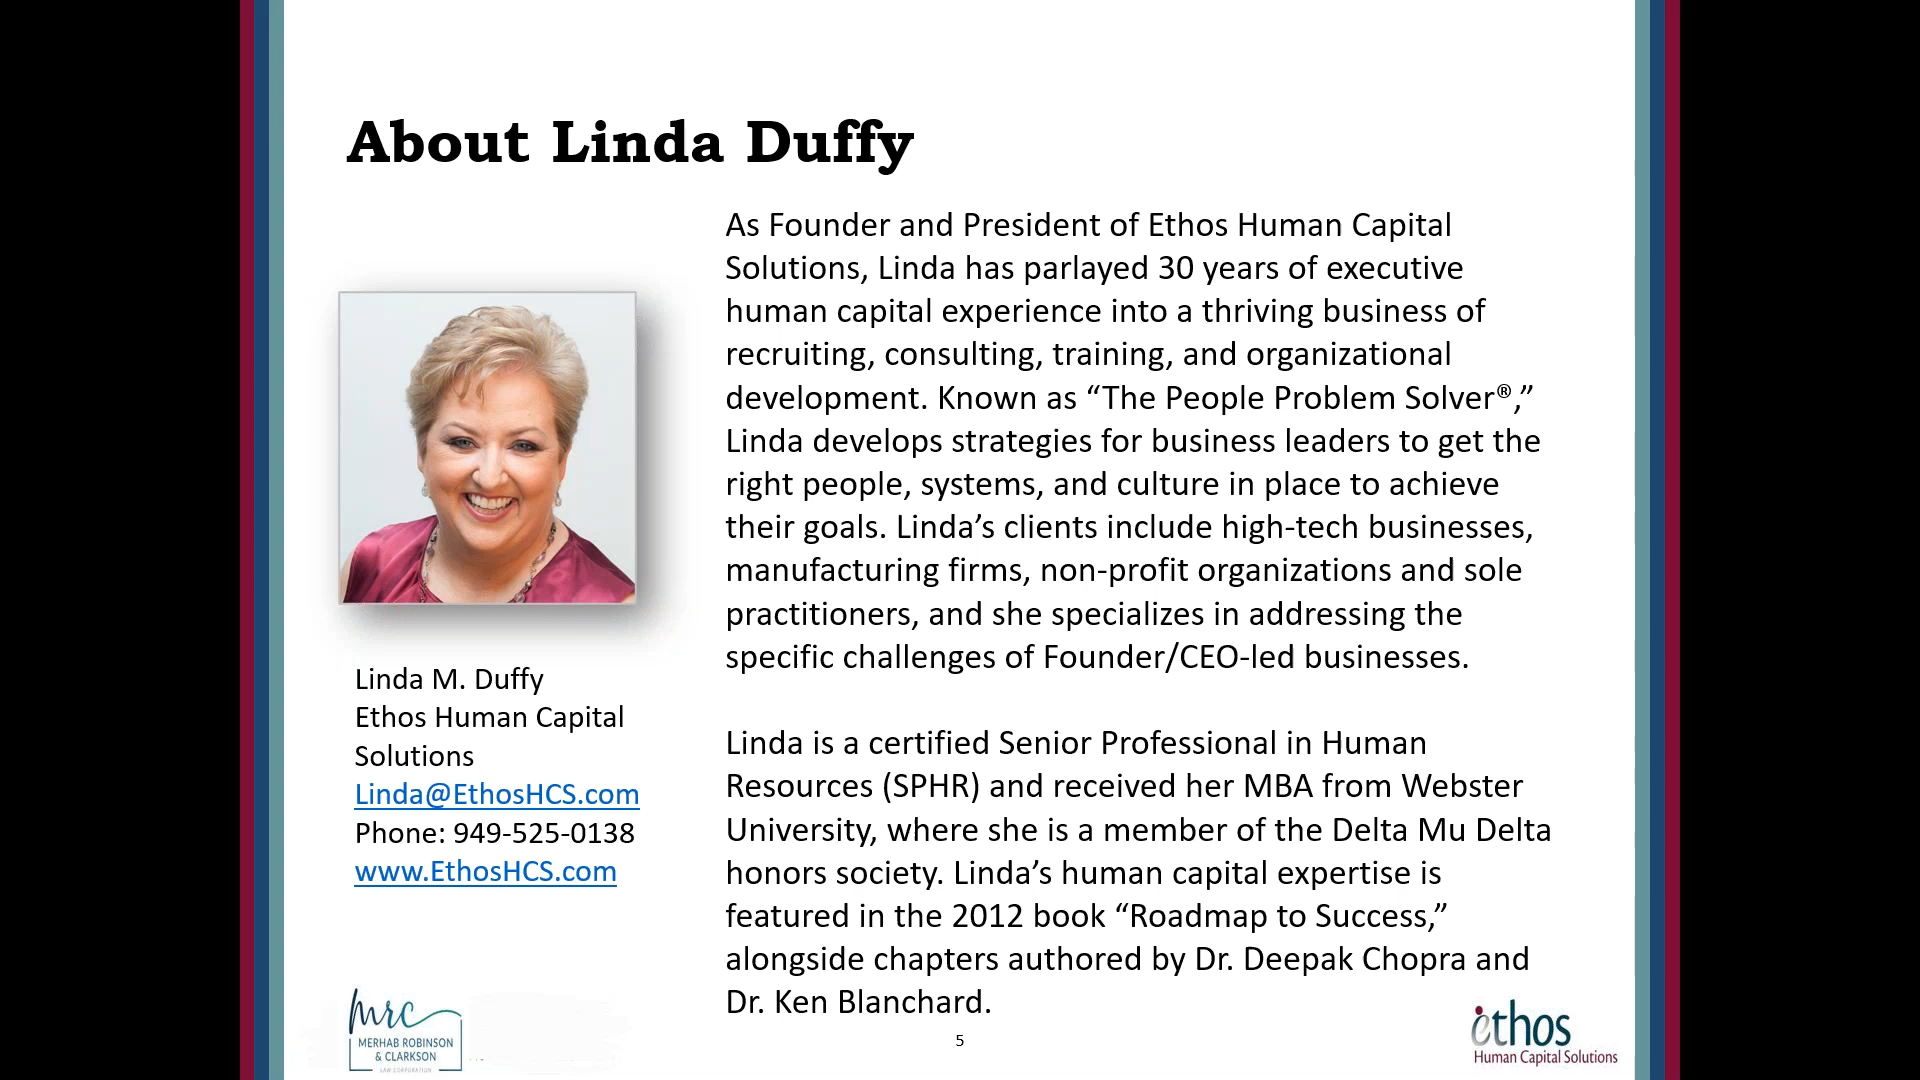 About Linda Duffy
As Founder and President of Ethos Human Capital
Solutions, Linda has parlayed 30 years of executive
human capital experience into a thriving business of
recruiting, consulting, training, and organizational
development. Known as “The People Problem Solver®,”
Linda develops strategies for business leaders to get the
right people, systems, and culture in place to achieve
their goals. Linda’s clients include high-tech businesses,
manufacturing firms, non-profit organizations and sole
practitioners, and she specializes in addressing the
specific challenges of Founder/CEO-led businesses.
Linda is a certified Senior Professional in Human
Resources (SPHR) and received her MBA from Webster
University, where she is a member of the Delta Mu Delta
honors society. Linda’s human capital expertise is
featured in the 2012 book “Roadmap to Success,”
alongside chapters authored by Dr. Deepak Chopra and
Dr. Ken Blanchard.
Linda M. Duffy
Ethos Human Capital
Solutions
Linda@EthosHCS.com
Phone: 949-525-0138
www.EthosHCS.com
mrc
MERHAB ROBINSON
& CLARKSON
LAW CORPORATION
5
ethos
Human Capital Solutions